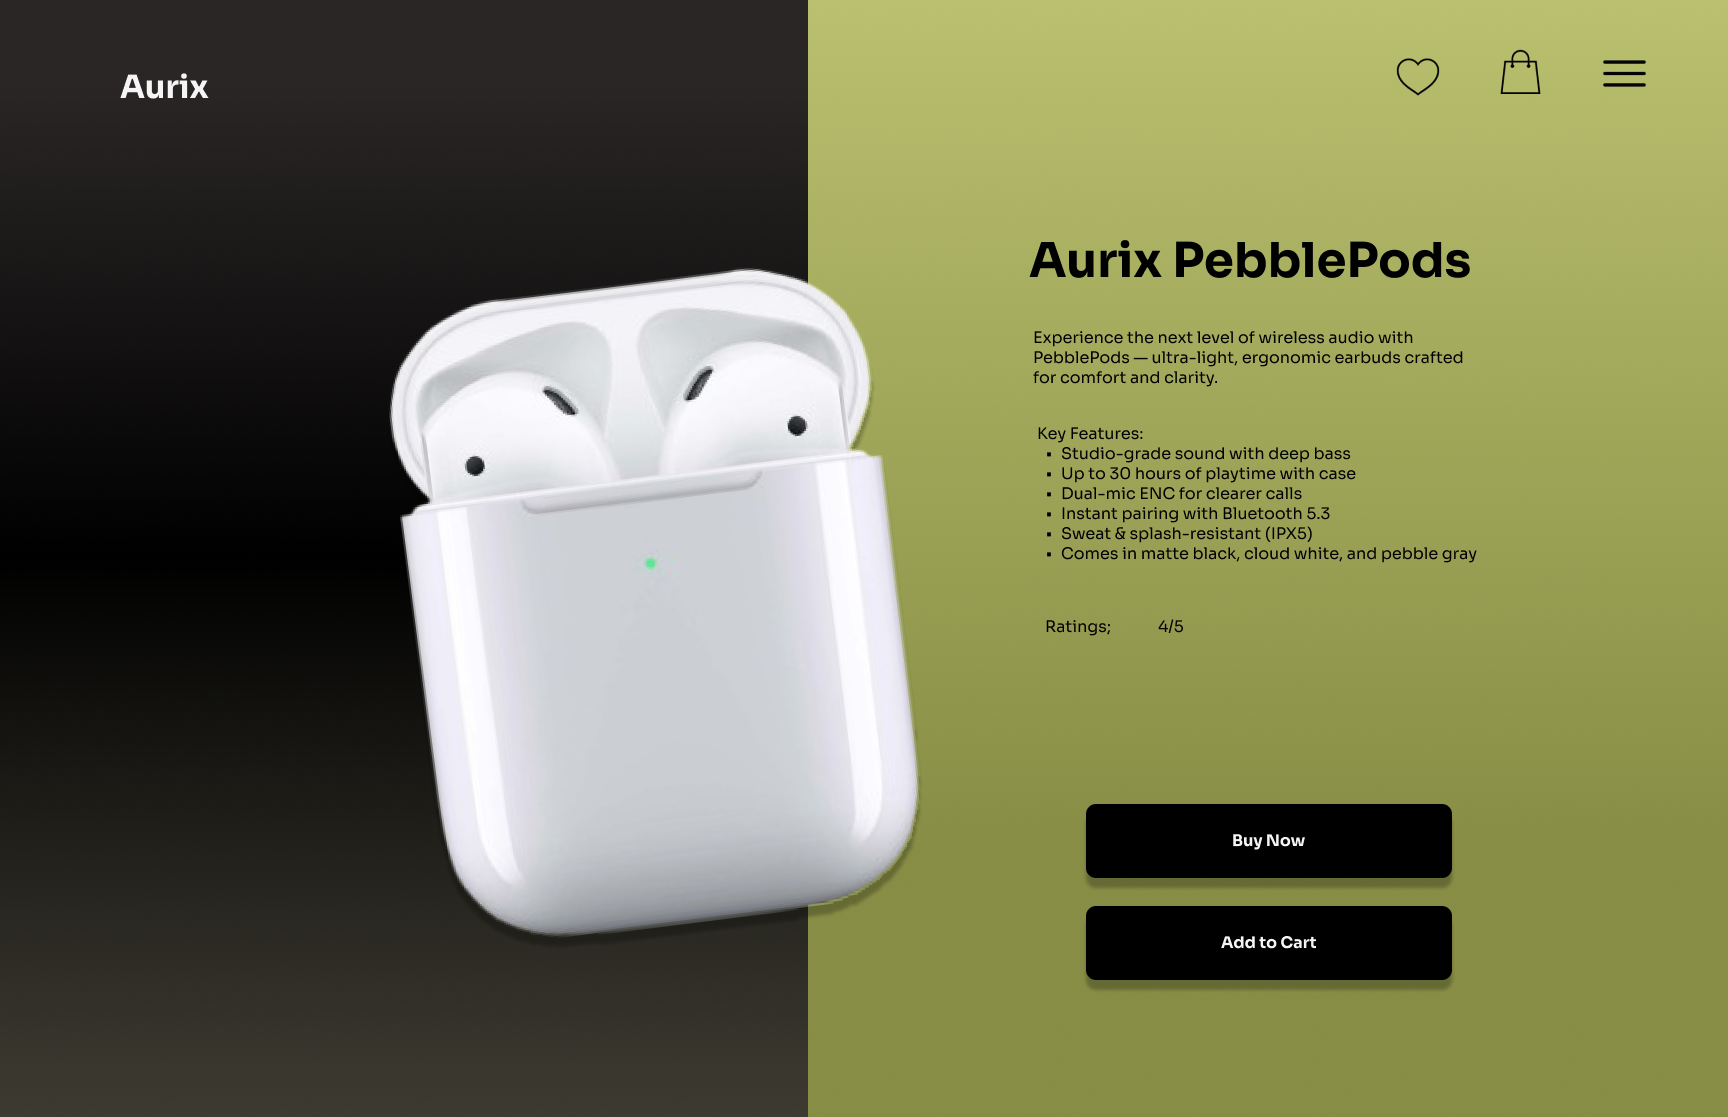 Aurix
Aurix PebblePods
Experience the next level of wireless audio with
PebblePods — ultra-light, ergonomic earbuds crafted
for comfort and clarity.
Key Features:
▪ Studio-grade sound with deep bass
▪ Up to 30 hours of playtime with case
▪ Dual-mic ENC for clearer calls
▪ Instant pairing with Bluetooth 5.3
▪ Sweat & splash-resistant (IPX5)
▪ Comes in matte black, cloud white, and pebble gray
Ratings; 4/5
Buy Now
Add to Cart